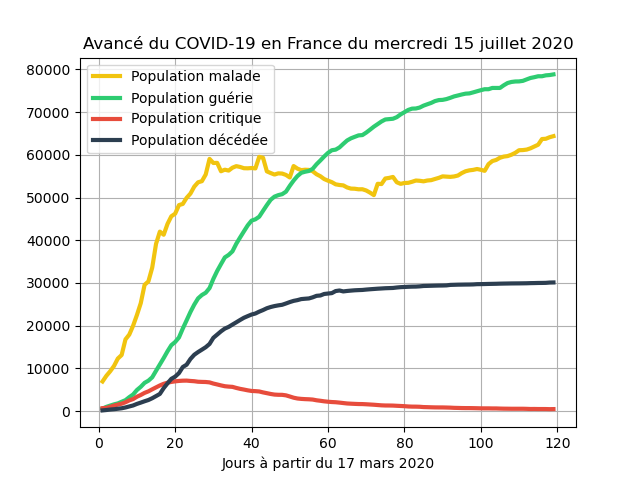 Avancé du COVID-19 en France du mercredi 15 juillet 2020
Population malade
Population guérie
Population critique
Population décédée
80000
70000
60000
50000
40000
30000
20000
10000
0
0 20 40 60 80 100 120
Jours à partir du 17 mars 2020